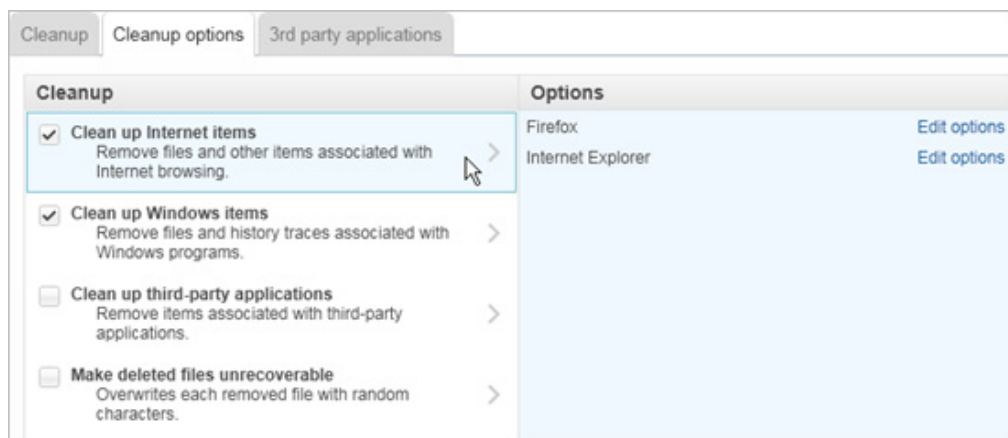 Cleanup
Cleanup options
3rd party applications
Cleanup
Options
Clean up Internet items
Remove files and other items associated with
Internet browsing.
Firefox
Edit options
Internet Explorer
Edit options
Clean up Windows items
Remove files and history traces associated with
Windows programs.
Clean up third-party applications
Remove items associated with third-party
applications.
Make deleted files unrecoverable
Overwrites each removed file with random
characters.